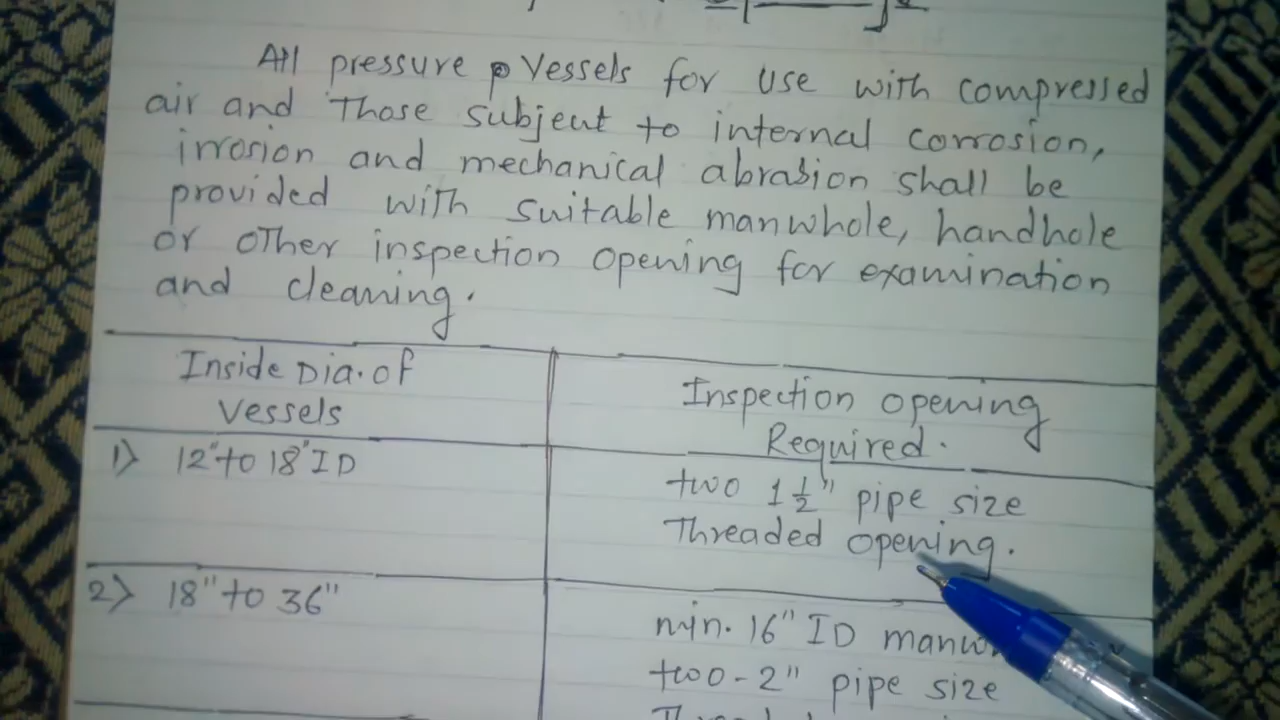 All pressure vessels for use with compressed
air and Those subject to internal corrosion,
irrosion and mechanical abrasion shall be
provided with suitable manwhole, handhole
or other inspection opening for examination
and cleaning.
Inside Dia. of
Vessels
Inspection opening
Required.
1) 12" to 18" ID
two 1 1/2" pipe size
Threaded opening.
2) 18" to 36"
min. 16" ID
two - 2" pipe size